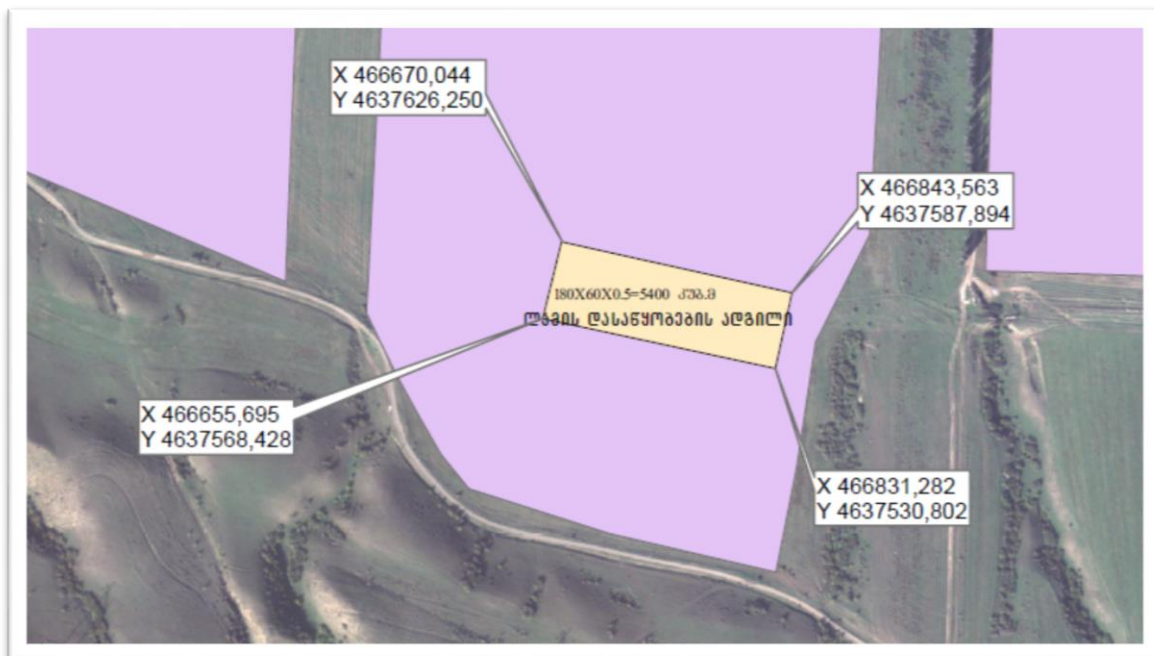 X 466670,044
Y 4637626,250
X 466843,563
Y 4637587,894
180X60X0.5=5400 კუბ.მ
ლამის დასაწყობების ადგილი
X 466655,695
Y 4637568,428
X 466831,282
Y 4637530,802